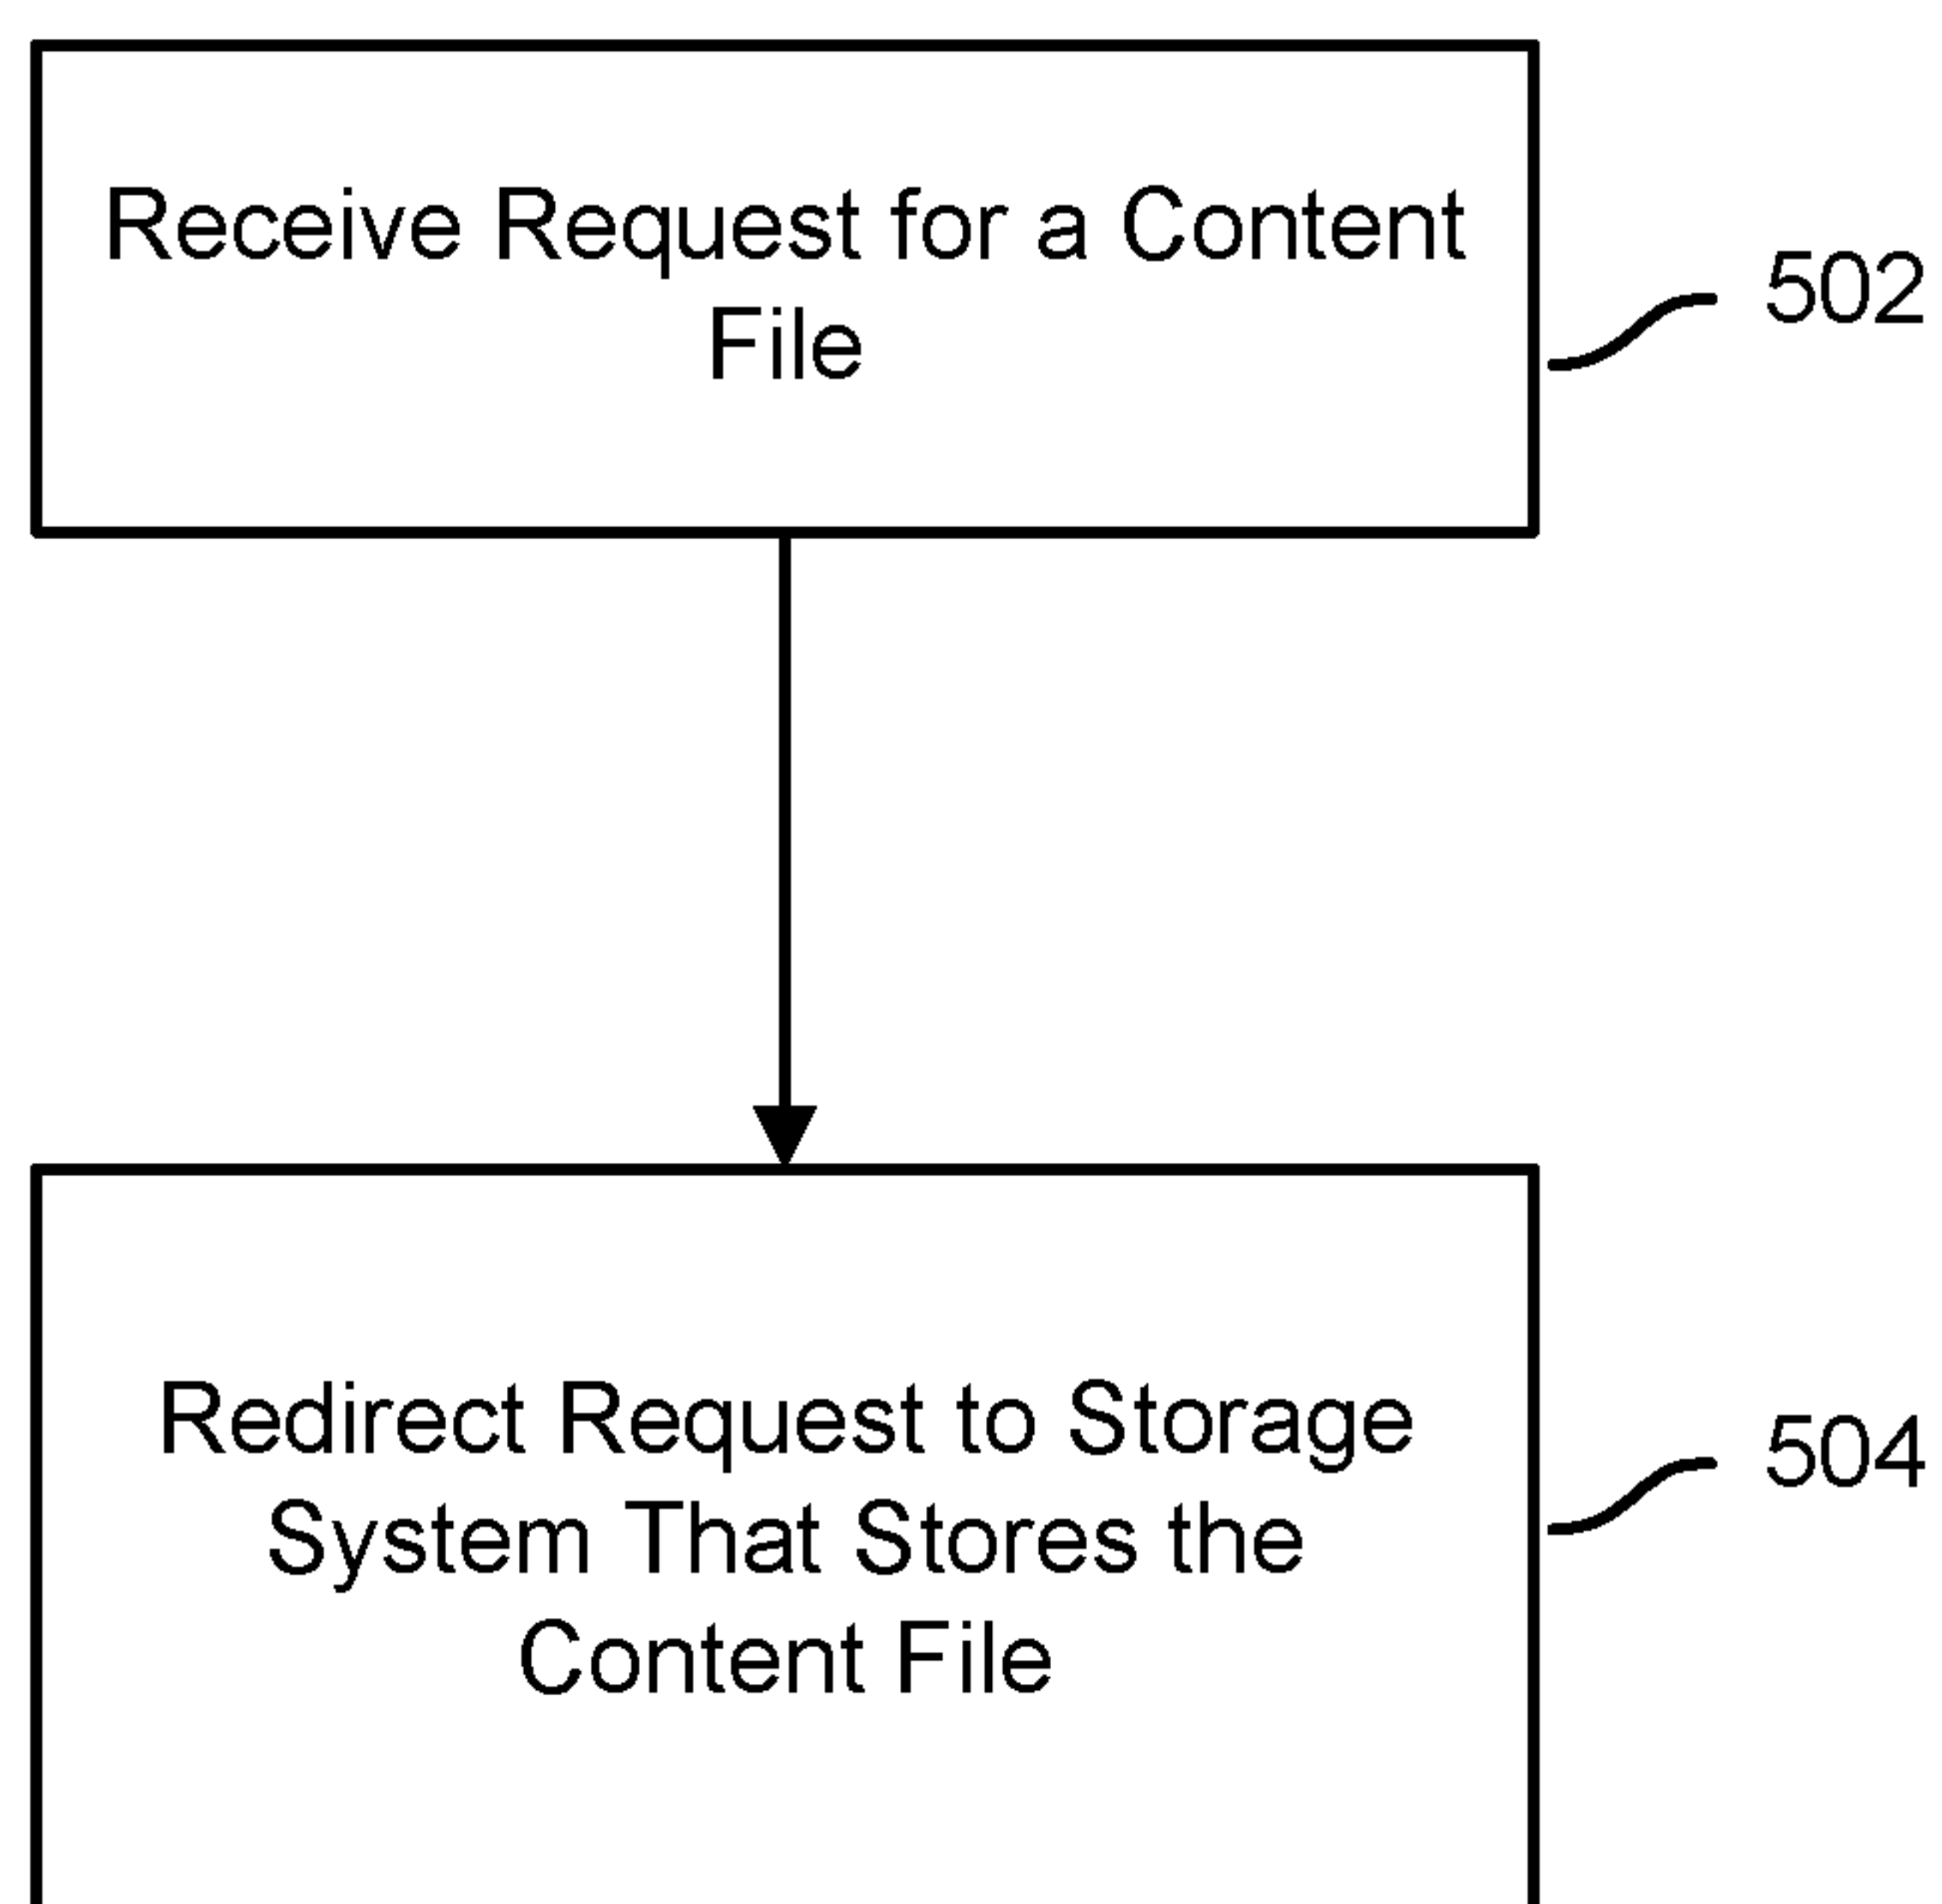 Receive Request for a Content
File
502
Redirect Request to Storage
System That Stores the
Content File
504